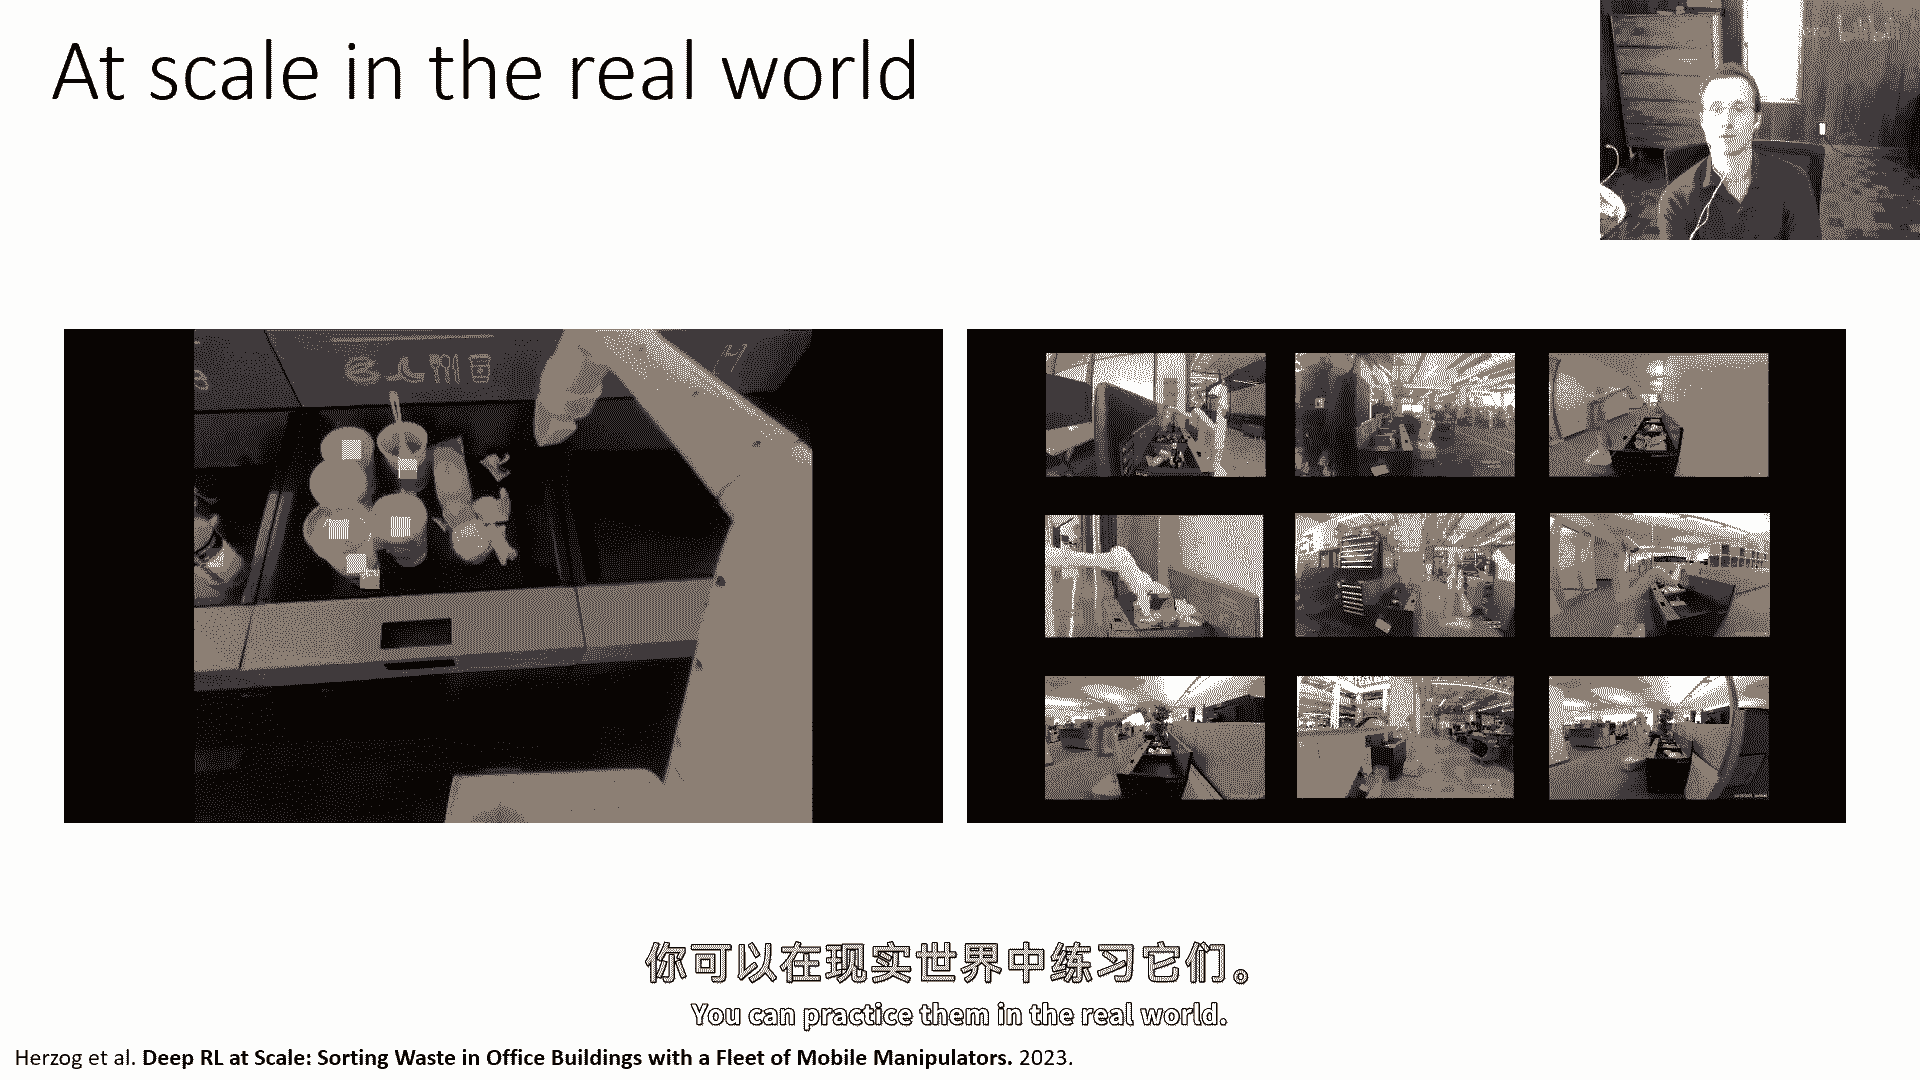 At scale in the real world
你可以在现实世界中练习它们。
You can practice them in the real world.
Herzog et al. Deep RL at Scale: Sorting Waste in Office Buildings with a Fleet of Mobile Manipulators. 2023.